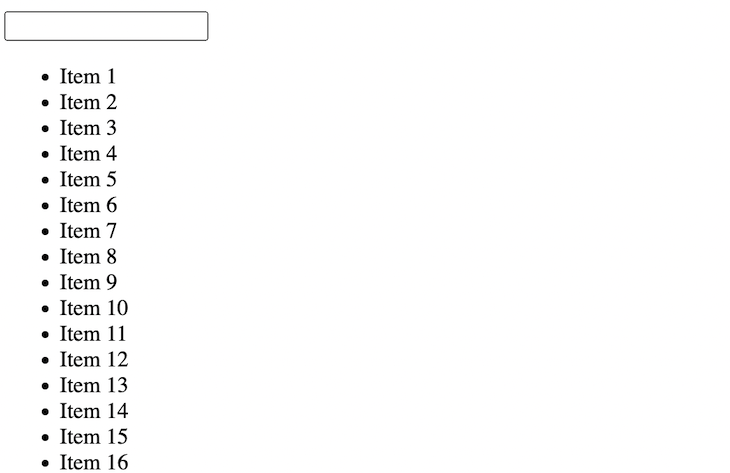 Item 1
Item 2
Item 3
Item 4
Item 5
Item 6
Item 7
Item 8
Item 9
Item 10
Item 11
Item 12
Item 13
Item 14
Item 15
Item 16